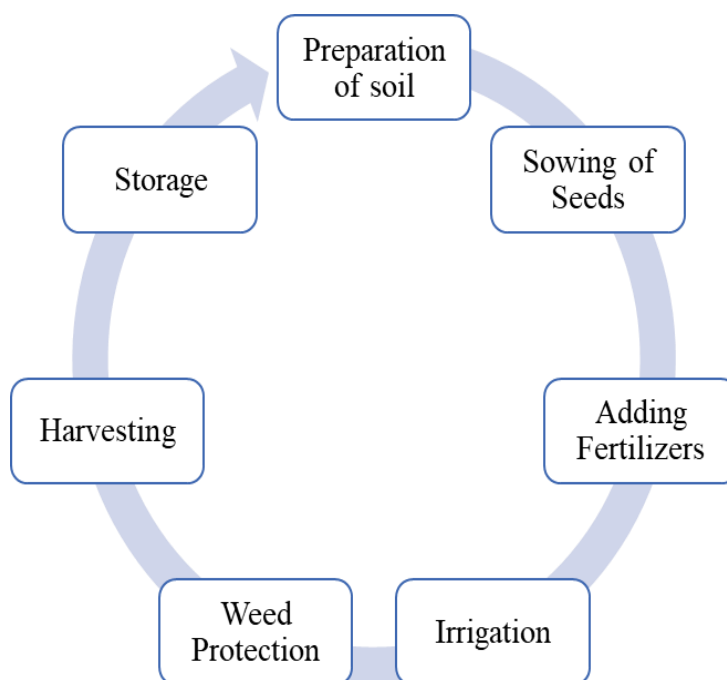 Preparation
of soil
Sowing of
Seeds
Adding
Fertilizers
Irrigation
Weed
Protection
Harvesting
Storage